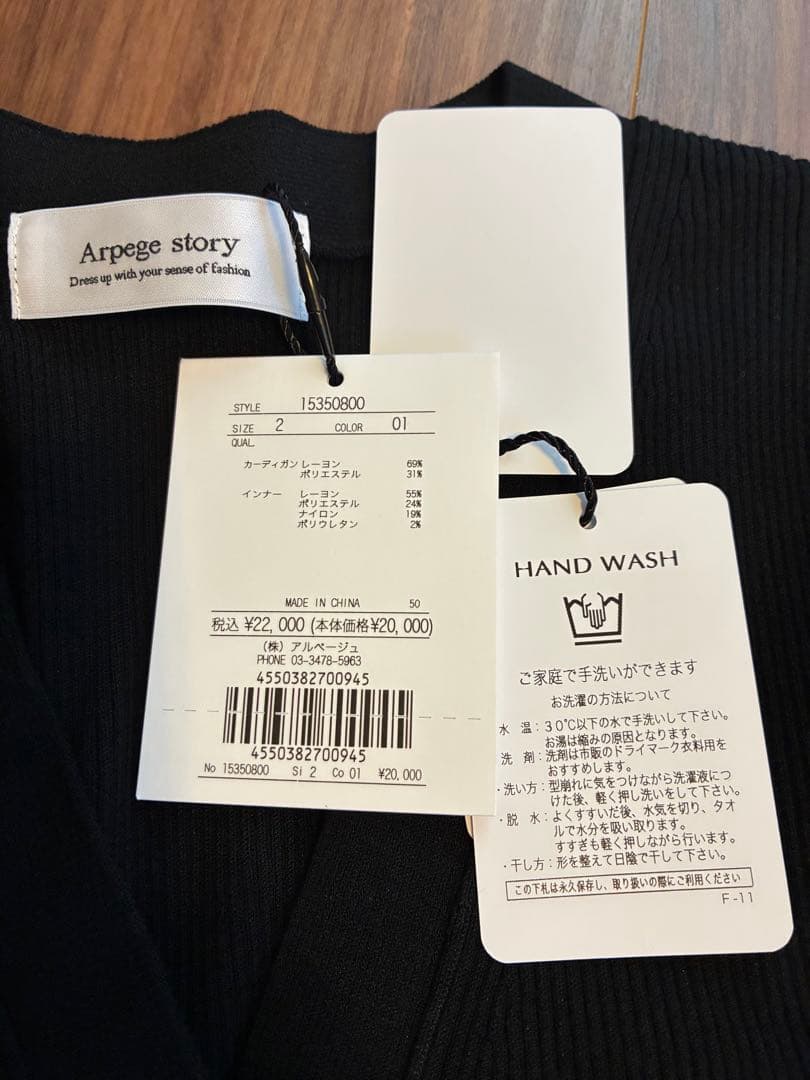 Arpege story
Dress up with your sense of fashion
STYLE 15350800
SIZE 2 COLOR 01
QUAL.
カーディガン レーヨン 69%
ポリエステル 31%
インナー レーヨン 55%
ポリエステル 24%
ナイロン 19%
ポリウレタン 2%
MADE IN CHINA 50
税込 ¥22,000 (本体価格¥20,000)
(株) アルページュ
PHONE 03-3478-5963
4550382700945
4550382700945
No 15350800 Si 2 Co 01 ¥20,000
HAND WASH
ご家庭で手洗いができます
お洗濯の方法について
水 温：30℃以下の水で手洗いして下さい。
お湯は縮みの原因となります。
洗 剤：洗剤は市販のドライマーク衣料用を
おすすめします。
・洗い方：型崩れに気をつけながら洗濯液につ
けた後、軽く押し洗いをして下さい。
・脱 水：よくすすいだ後、水気を切り、タオ
ルで水分を吸い取ります。
すすぎも軽く押しながら行います。
・干し方：形を整えて日陰で干して下さい。
この下札は永久保存し、取り扱いの際にご利用ください
F-11